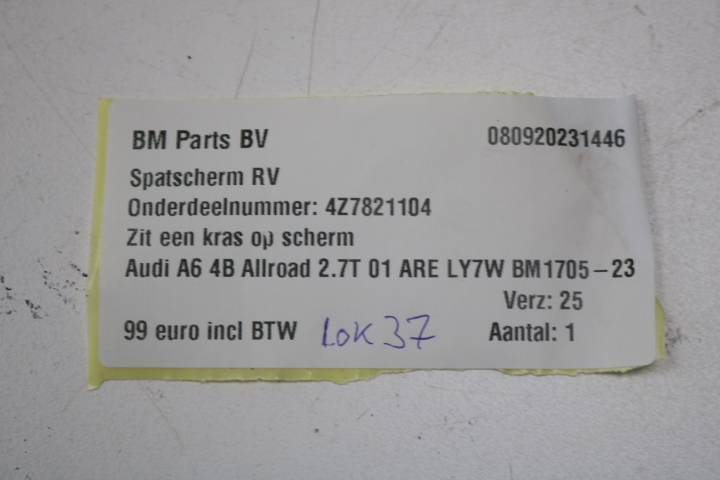 BM Parts BV 080920231446
Spatscherm RV
Onderdeelnummer: 4Z7821104
Zit een kras op scherm
Audi A6 4B Allroad 2.7T 01 ARE LY7W BM1705-23
Verz: 25
99 euro incl BTW LOK 37 Aantal: 1